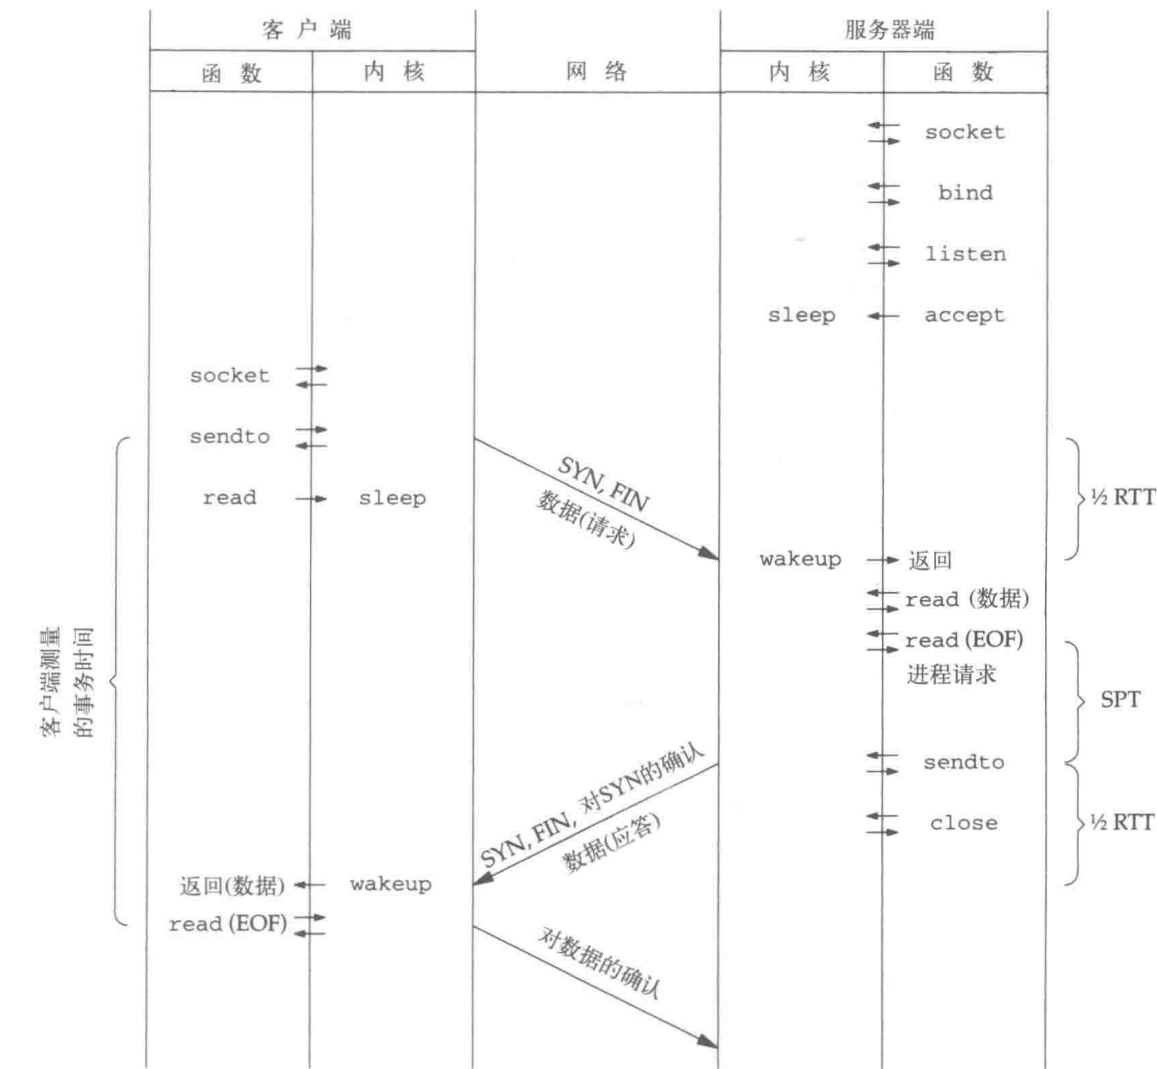 客 户 端
服务器端
函 数
内 核
网 络
内 核
函 数
socket
bind
listen
sleep
accept
socket
sendto
SYN, FIN
read
sleep
数据(请求)
½ RTT
wakeup
返回
read (数据)
read (EOF)
进程请求
客户端测量
的事务时间
SPT
sendto
SYN, FIN, 对SYN的确认
数据(应答)
close
½ RTT
返回(数据)
wakeup
read (EOF)
对数据的确认